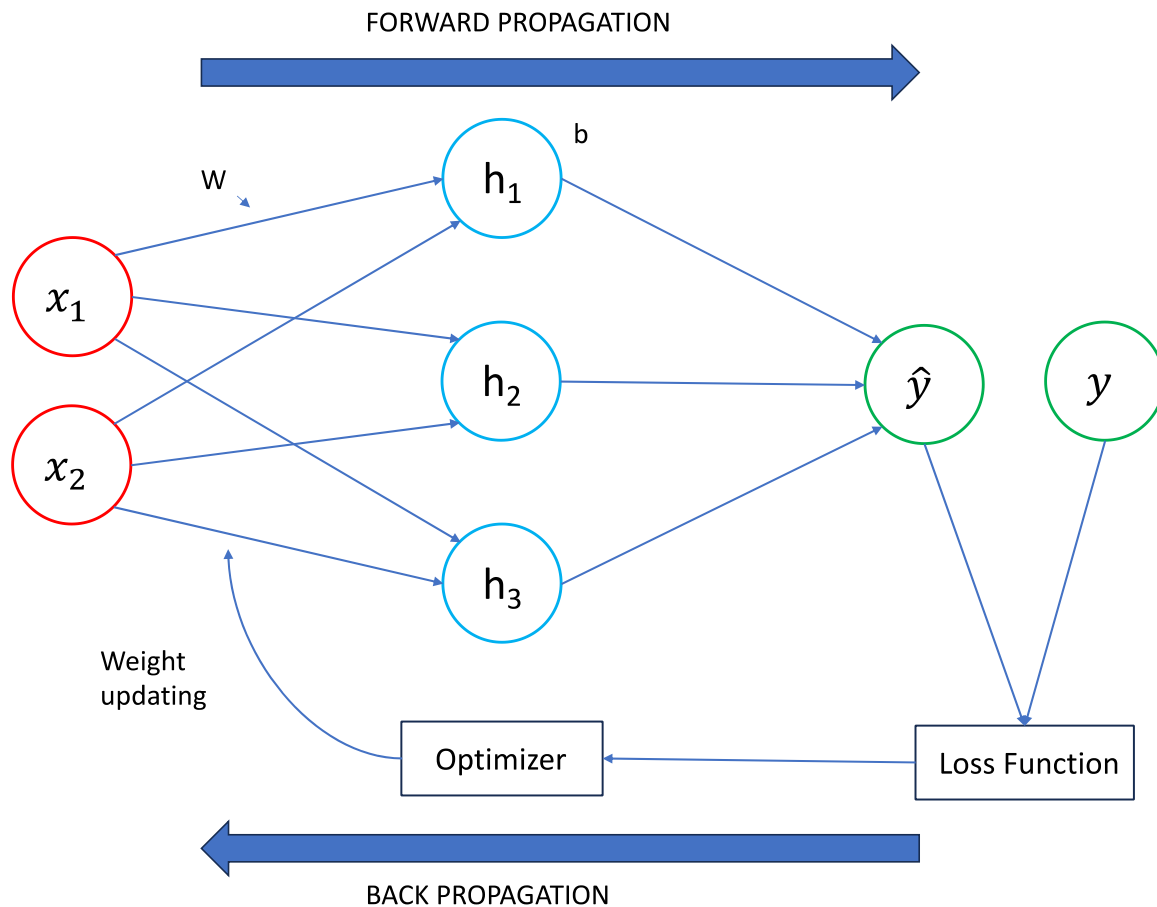 FORWARD PROPAGATION
b
W
h₁
x₁
h₂
ŷ
y
x₂
h₃
Weight
updating
Optimizer
Loss Function
BACK PROPAGATION